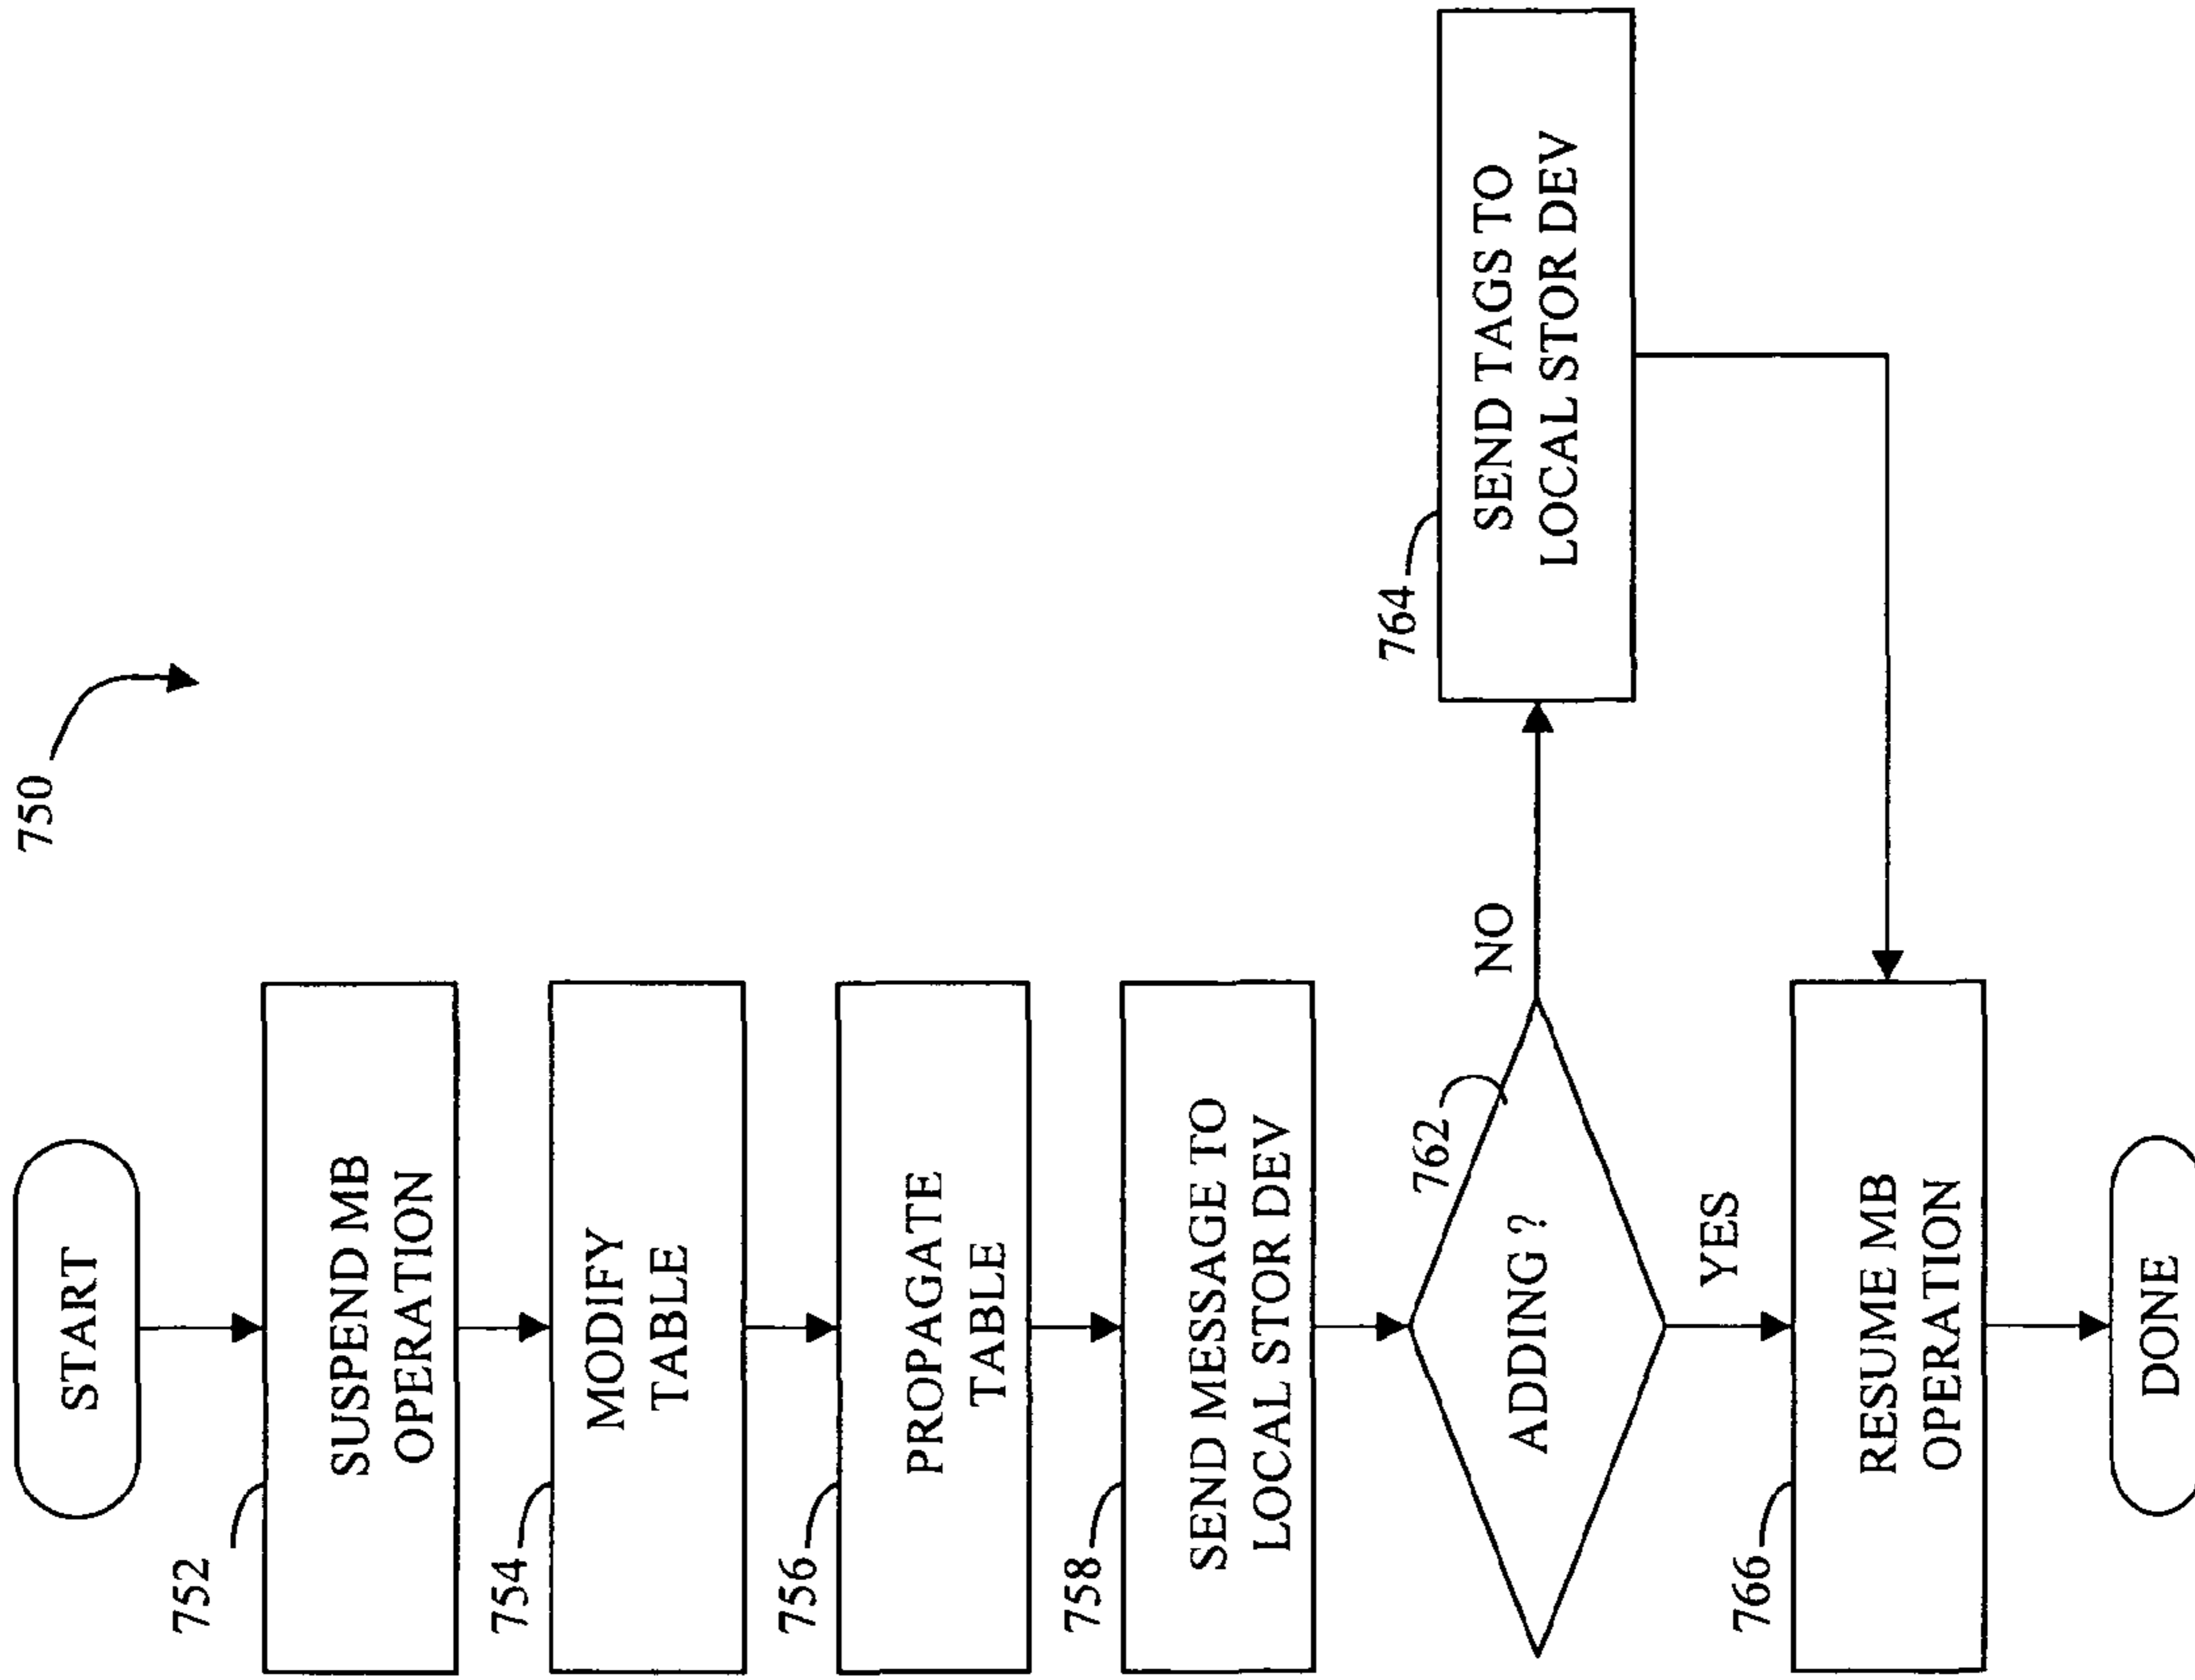 750
START
752
SUSPEND MB
OPERATION
754
MODIFY
TABLE
756
PROPAGATE
TABLE
758
SEND MESSAGE TO
LOCAL STOR DEV
762
ADDING ?
NO
764
SEND TAGS TO
LOCAL STOR DEV
YES
766
RESUME MB
OPERATION
DONE